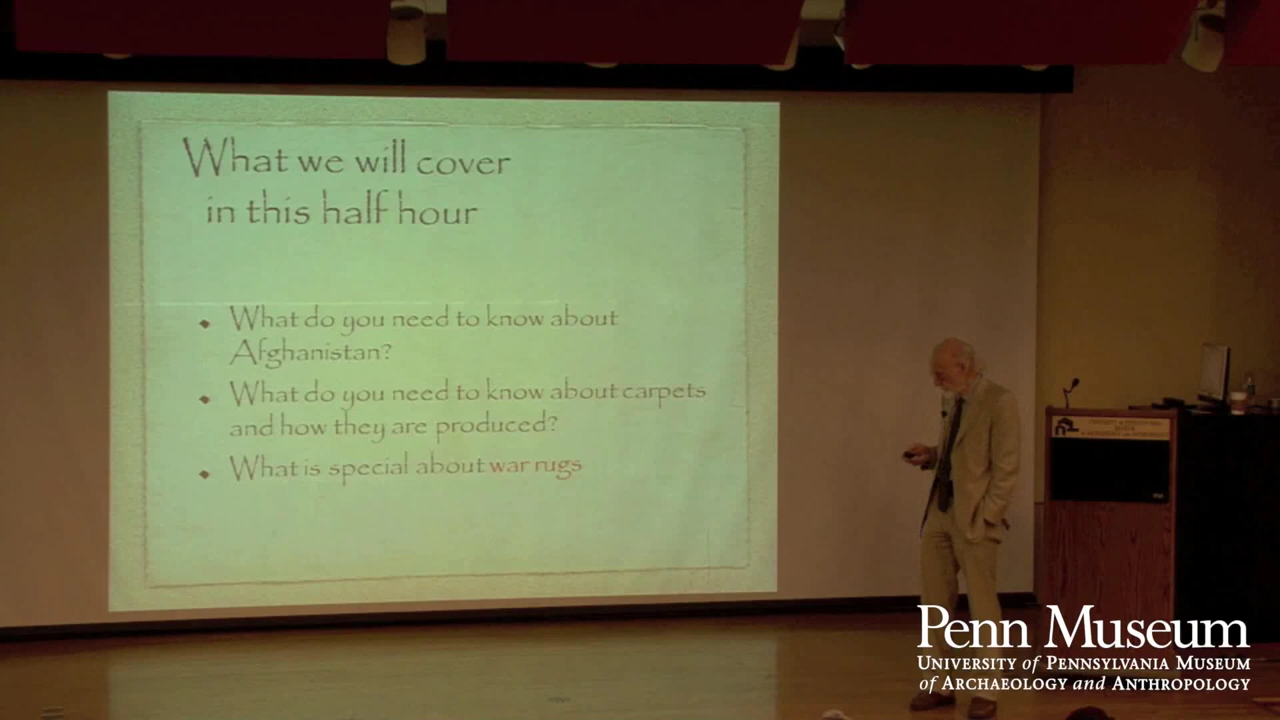 What we will cover
in this half hour
What do you need to know about
Afghanistan?
What do you need to know about carpets
and how they are produced?
What is special about war rugs
Penn Museum
UNIVERSITY of PENNSYLVANIA MUSEUM
of ARCHAEOLOGY and ANTHROPOLOGY